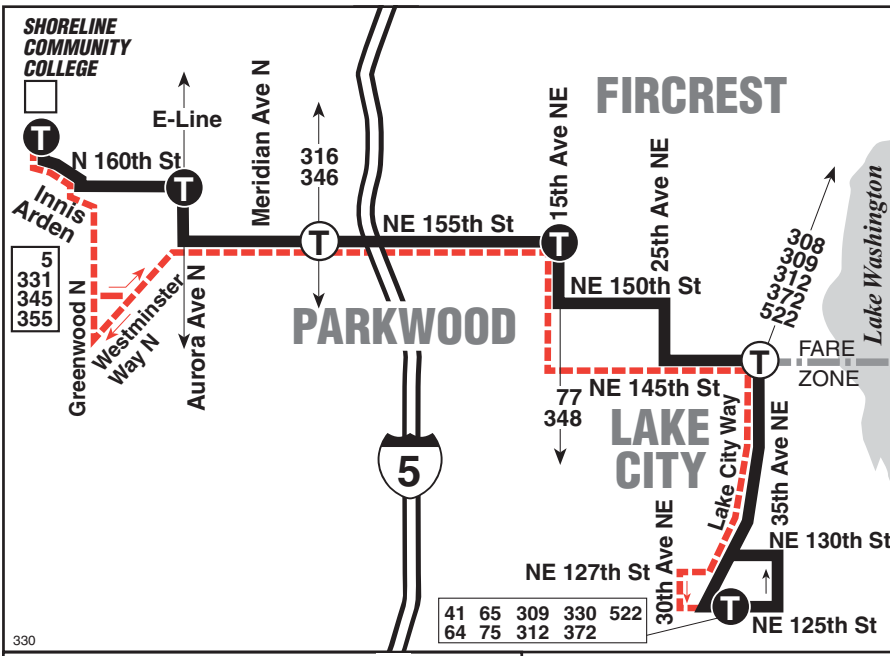 SHORELINE
COMMUNITY
COLLEGE
T
N 160th St
E-Line
T
Meridian Ave N
316
346
T
NE 155th St
15th Ave NE
T
FIRCREST
25th Ave NE
NE 150th St
308
309
312
372
522
Lake Washington
Innis
Arden
5
331
345
355
Greenwood N
Westminster
Way N
Aurora Ave N
PARKWOOD
T
FARE
ZONE
NE 145th St
77
348
LAKE
CITY
5
Lake City Way
35th Ave NE
30th Ave NE
NE 130th St
NE 127th St
T
NE 125th St
41 65 309 330 522
64 75 312 372
330